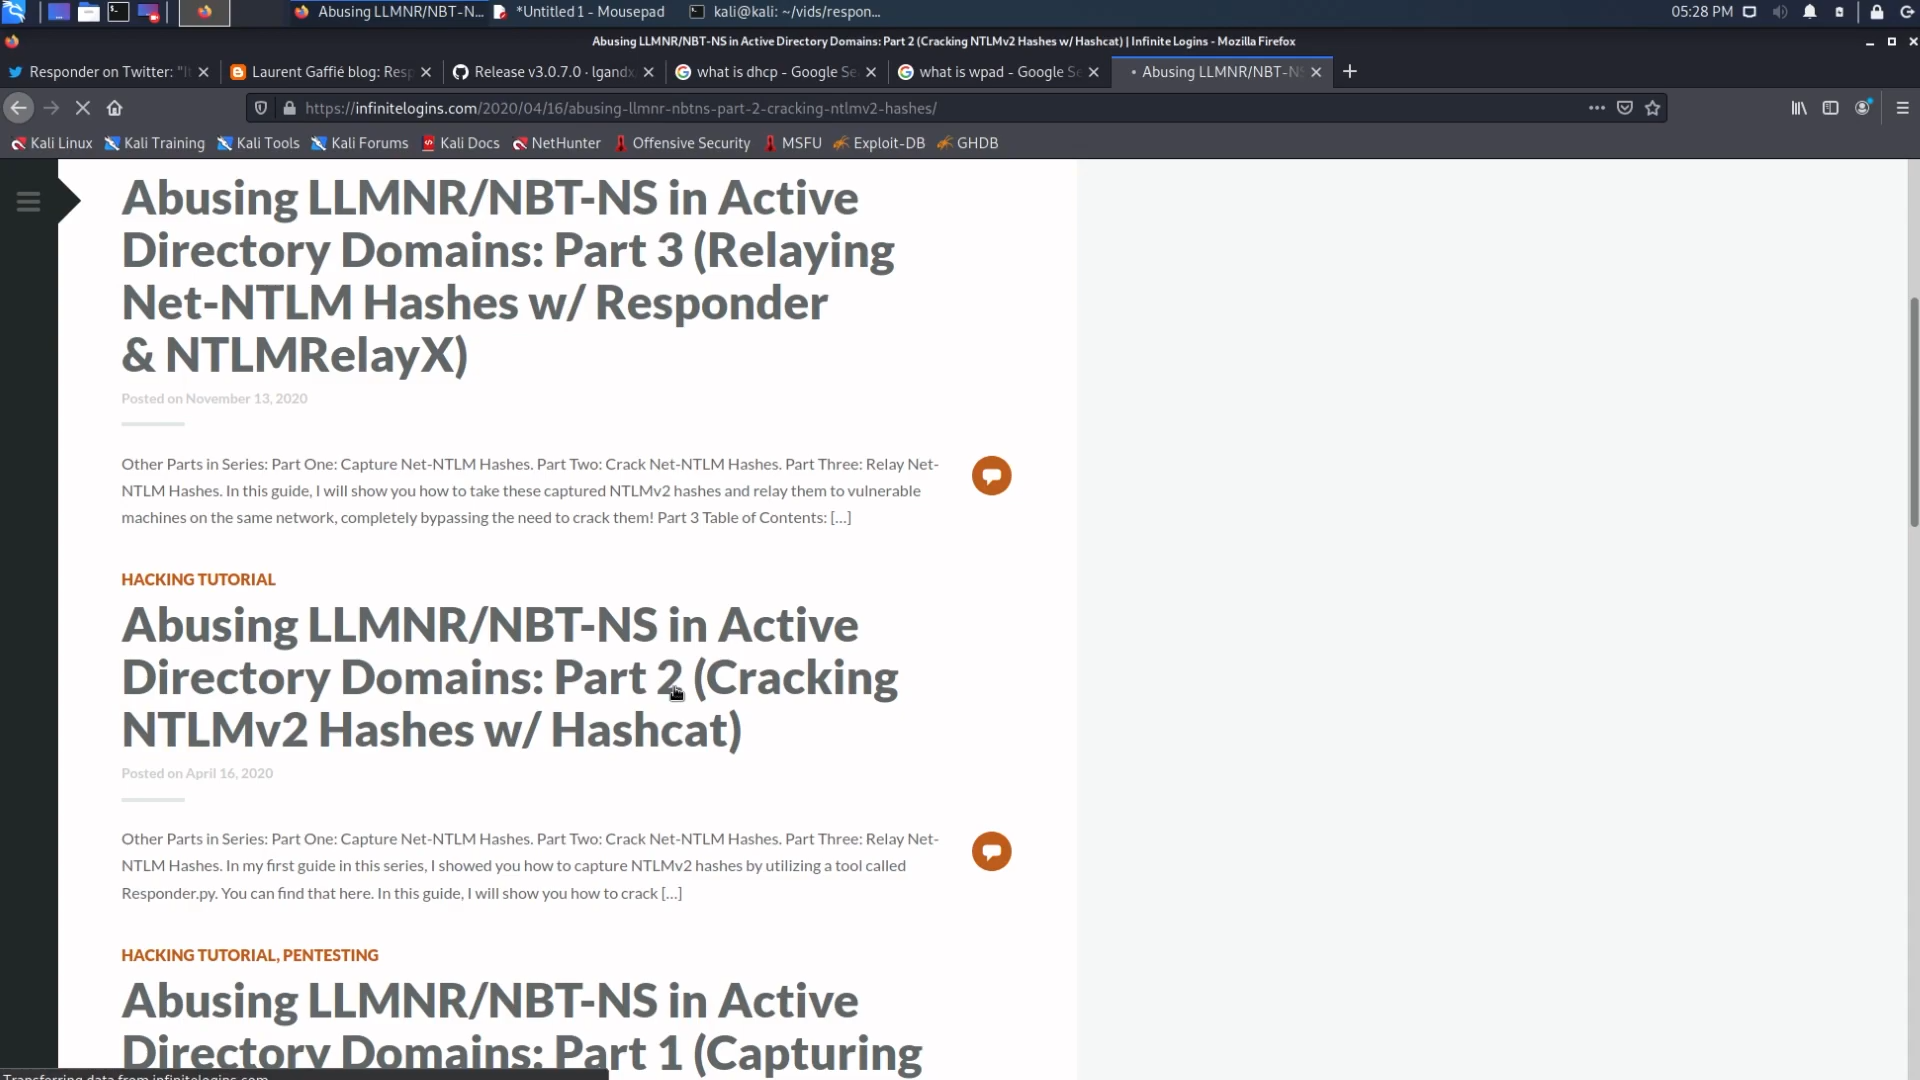 Abusing LLMNR/NBT-N...
*Untitled 1 - Mousepad
kali@kali: ~/vids/respon...
05:28 PM
Abusing LLMNR/NBT-NS in Active Directory Domains: Part 2 (Cracking NTLMv2 Hashes w/ Hashcat) | Infinite Logins - Mozilla Firefox
Responder on Twitter: "It
Laurent Gaffié blog: Resp
Release v3.0.7.0 · lgandx
what is dhcp - Google Se
what is wpad - Google Se
Abusing LLMNR/NBT-NS
https://infinitelogins.com/2020/04/16/abusing-llmnr-nbtns-part-2-cracking-ntlmv2-hashes/
Kali Linux
Kali Training
Kali Tools
Kali Forums
Kali Docs
NetHunter
Offensive Security
MSFU
Exploit-DB
GHDB
Abusing LLMNR/NBT-NS in Active
Directory Domains: Part 3 (Relaying
Net-NTLM Hashes w/ Responder
& NTLMRelayX)
Posted on November 13, 2020
Other Parts in Series: Part One: Capture Net-NTLM Hashes. Part Two: Crack Net-NTLM Hashes. Part Three: Relay Net-
NTLM Hashes. In this guide, I will show you how to take these captured NTLMv2 hashes and relay them to vulnerable
machines on the same network, completely bypassing the need to crack them! Part 3 Table of Contents: [...]
HACKING TUTORIAL
Abusing LLMNR/NBT-NS in Active
Directory Domains: Part 2 (Cracking
NTLMv2 Hashes w/ Hashcat)
Posted on April 16, 2020
Other Parts in Series: Part One: Capture Net-NTLM Hashes. Part Two: Crack Net-NTLM Hashes. Part Three: Relay Net-
NTLM Hashes. In my first guide in this series, I showed you how to capture NTLMv2 hashes by utilizing a tool called
Responder.py. You can find that here. In this guide, I will show you how to crack [...]
HACKING TUTORIAL, PENTESTING
Abusing LLMNR/NBT-NS in Active
Directory Domains: Part 1 (Capturing
Transferring data from infinitelogins.com...